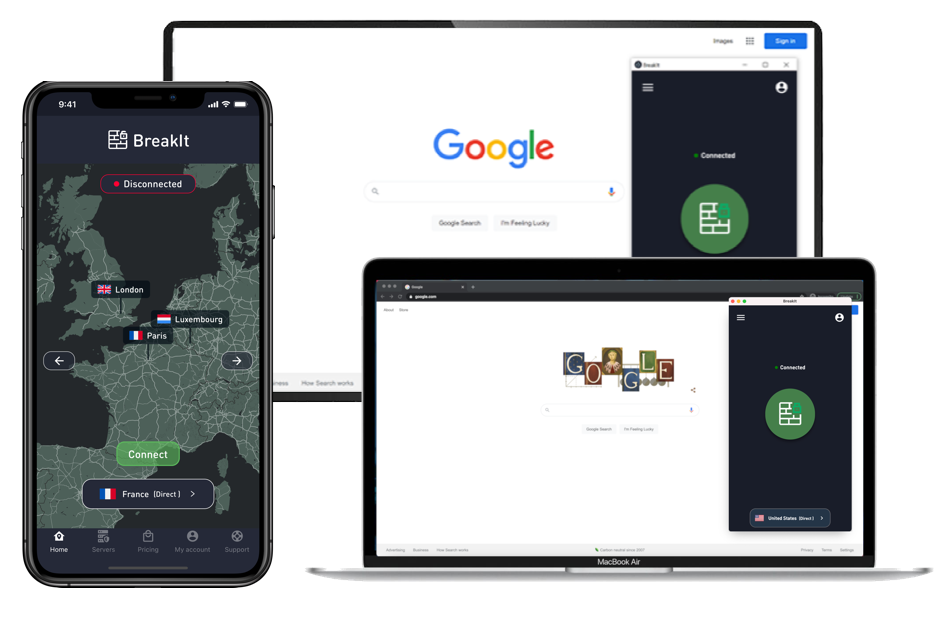 9:41
BreakIt
Disconnected
London
Luxembourg
Paris
Connect
France (Direct)
Home
Servers
Pricing
My account
Support
Images
Sign in
BreakIt
Connected
Google
Google Search
I'm Feeling Lucky
How Search works
Google
google.com
About
Store
BreakIt
Connected
GOOGLE
Google Search
I'm Feeling Lucky
United States (Direct)
Advertising
Business
How Search works
Carbon neutral since 2007
Privacy
Terms
Settings
MacBook Air